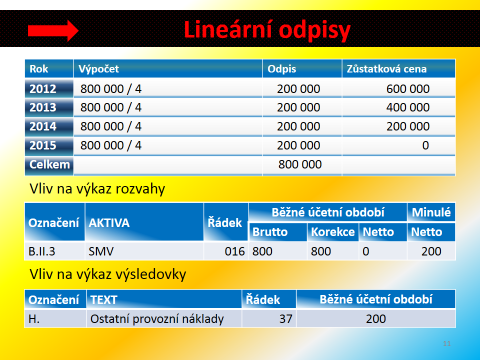 Lineární odpisy
Rok Výpočet Odpis Zůstatková cena
2012 800 000 / 4 200 000 600 000
2013 800 000 / 4 200 000 400 000
2014 800 000 / 4 200 000 200 000
2015 800 000 / 4 200 000 0
Celkem 800 000
Vliv na výkaz rozvahy
Označení AKTIVA Řádek Běžné účetní období Minulé
Brutto Korekce Netto Netto
B.II.3 SMV 016 800 800 0 200
Vliv na výkaz výsledovky
Označení TEXT Řádek Běžné účetní období
H. Ostatní provozní náklady 37 200